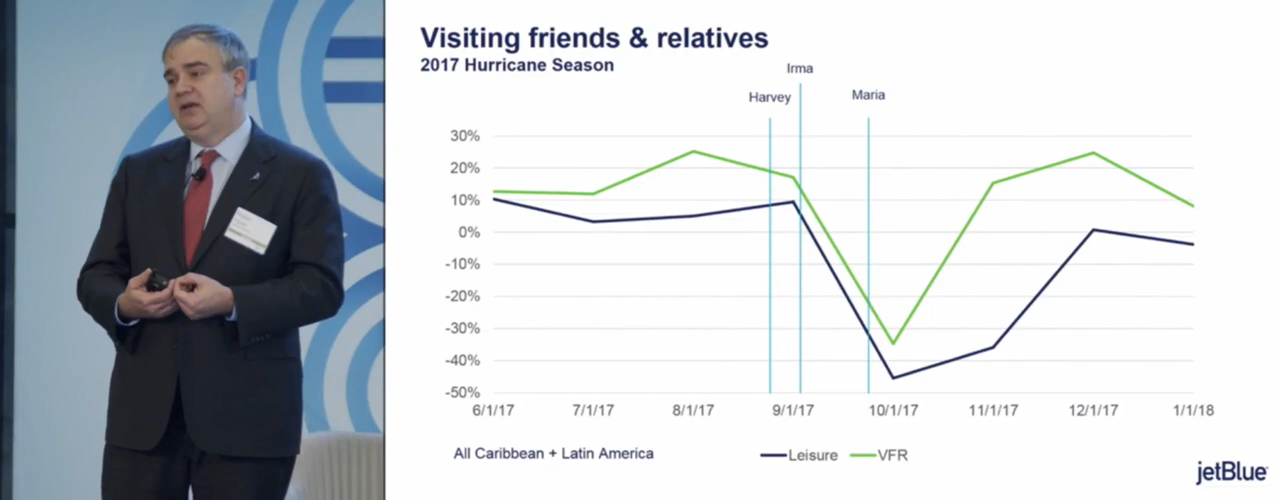 Visiting friends & relatives
2017 Hurricane Season
Irma
Harvey
Maria
30%
20%
10%
0%
-10%
-20%
-30%
-40%
-50%
6/1/17 7/1/17 8/1/17 9/1/17 10/1/17 11/1/17 12/1/17 1/1/18
All Caribbean + Latin America
Leisure VFR
jetBlue